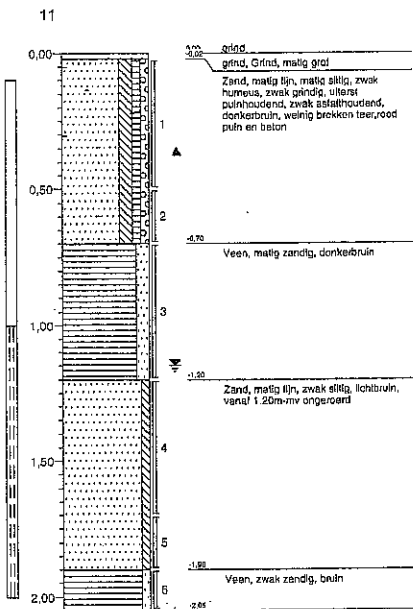 11
0,00
grind
-0,02
grind, Grind, matig grof
Zand, matig fijn, matig siltig, zwak
humeus, zwak grindig, uiterst
puinhoudend, zwak asfalthoudend,
donkerbruin, weinig brokken teer,rood
puin en beton
1
0,50
2
-0,70
Veen, matig zandig, donkerbruin
3
1,00
-1,20
Zand, matig fijn, zwak siltig, lichtbruin,
vanaf 1.20m-mv ongeroerd
4
1,50
5
-1,90
Veen, zwak zandig, bruin
6
2,00
-2,05